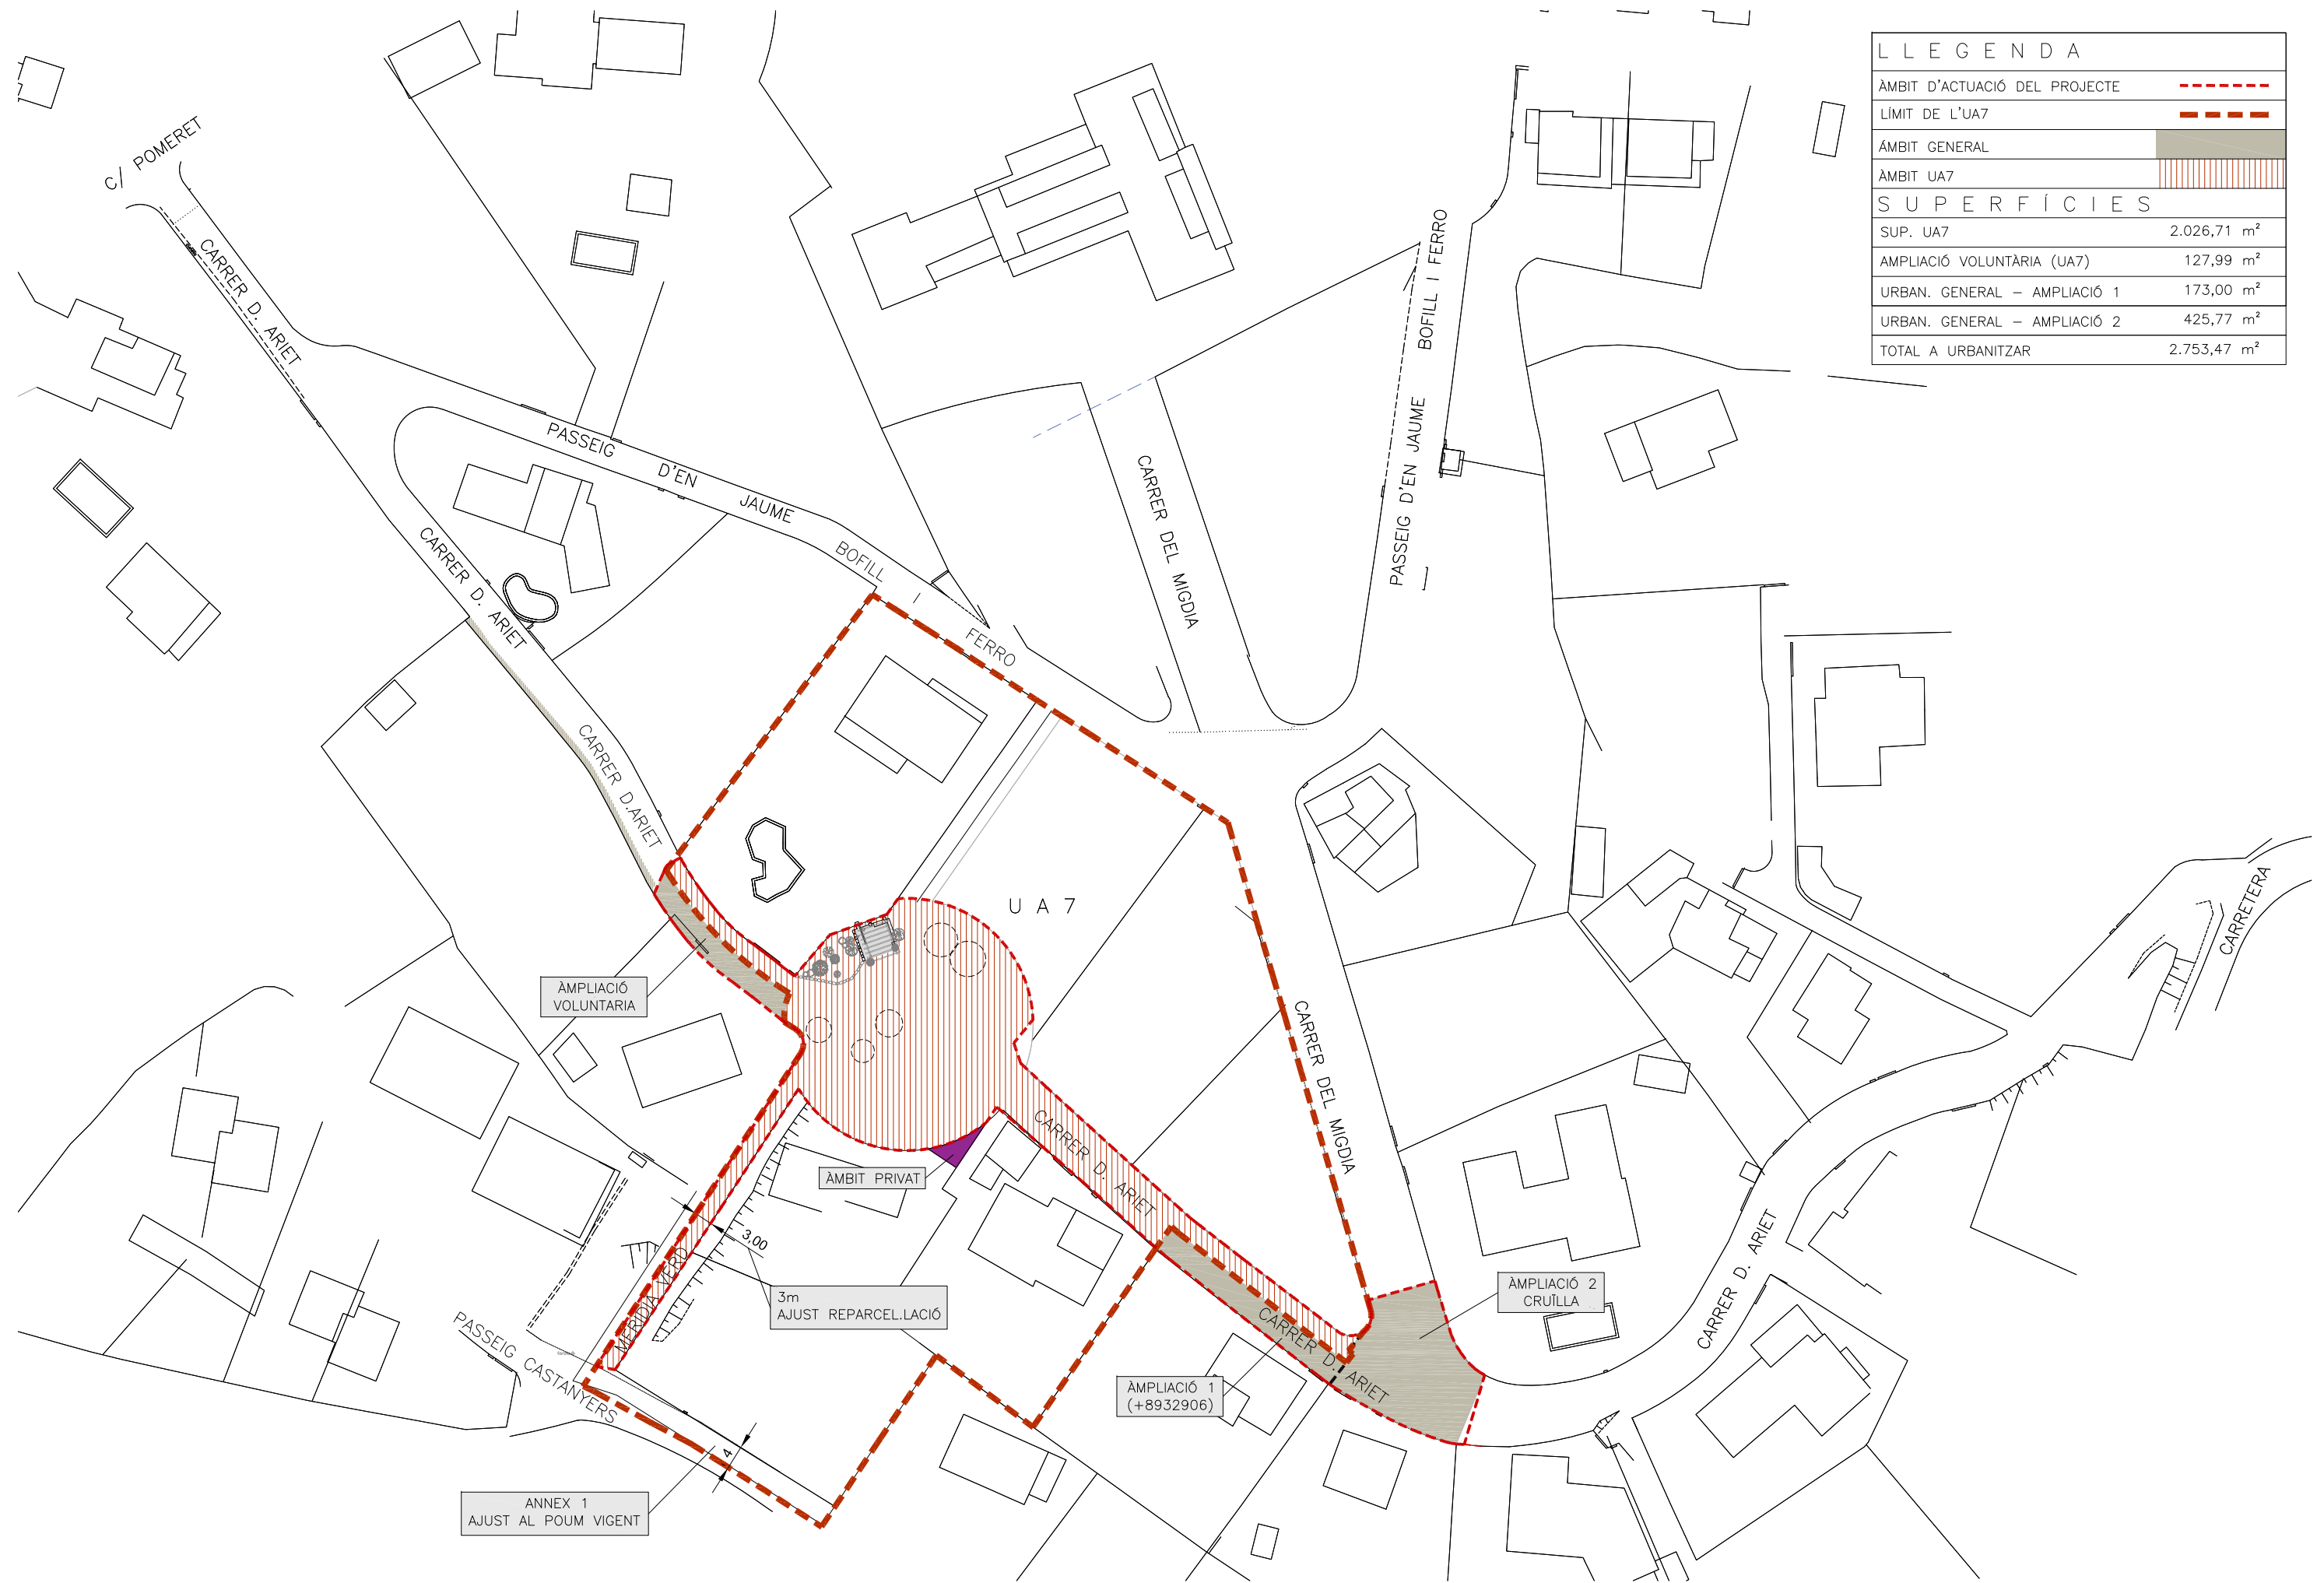 L L E G E N D A
ÀMBIT D'ACTUACIÓ DEL PROJECTE
LÍMIT DE L'UA7
ÁMBIT GENERAL
ÀMBIT UA7
S U P E R F Í C I E S
SUP. UA7 2.026,71 m²
AMPLIACIÓ VOLUNTÀRIA (UA7) 127,99 m²
URBAN. GENERAL – AMPLIACIÓ 1 173,00 m²
URBAN. GENERAL – AMPLIACIÓ 2 425,77 m²
TOTAL A URBANITZAR 2.753,47 m²
C/ POMERET
CARRER D. ARIET
PASSEIG D'EN JAUME BOFILL I FERRO
PASSEIG D'EN JAUME BOFILL I FERRO
CARRER DEL MIGDIA
CARRER D. ARIET
CARRER D.ARIET
U A 7
CARRETERA
ÀMPLIACIÓ
VOLUNTARIA
CARRER DEL MIGDIA
CARRER D. ARIET
ÀMBIT PRIVAT
3,00
MERIDIA VERD
3m
AJUST REPARCEL.LACIÓ
ÀMPLIACIÓ 2
CRUÏLLA
CARRER D. ARIET
CARRER D. ARIET
PASSEIG CASTANYERS
ÀMPLIACIÓ 1
(+8932906)
4
ANNEX 1
AJUST AL POUM VIGENT